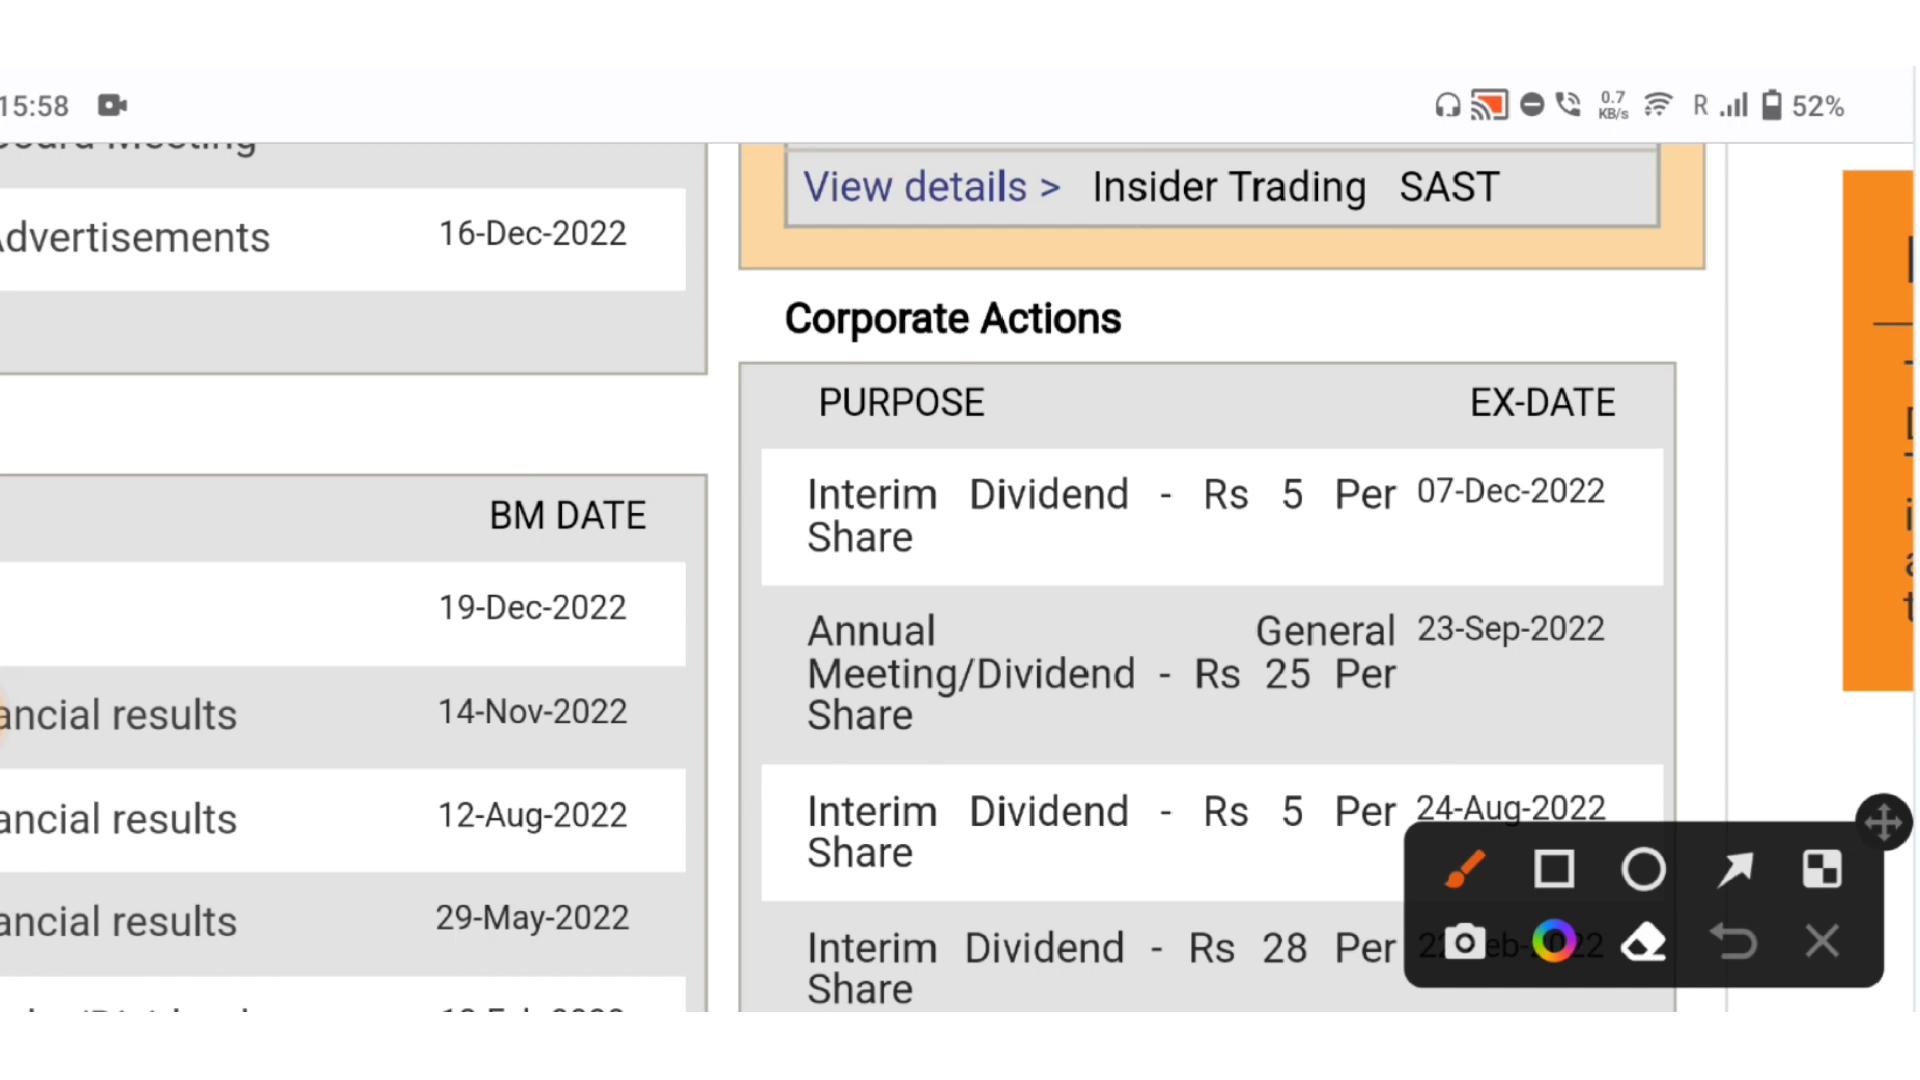 15:58
0.7
KB/s
R
52%
Advertisements 16-Dec-2022
BM DATE
19-Dec-2022
ancial results 14-Nov-2022
ancial results 12-Aug-2022
ancial results 29-May-2022
View details > Insider Trading SAST
Corporate Actions
PURPOSE EX-DATE
Interim Dividend - Rs 5 Per 07-Dec-2022
Share
Annual General 23-Sep-2022
Meeting/Dividend - Rs 25 Per
Share
Interim Dividend - Rs 5 Per 24-Aug-2022
Share
Interim Dividend - Rs 28 Per
Share